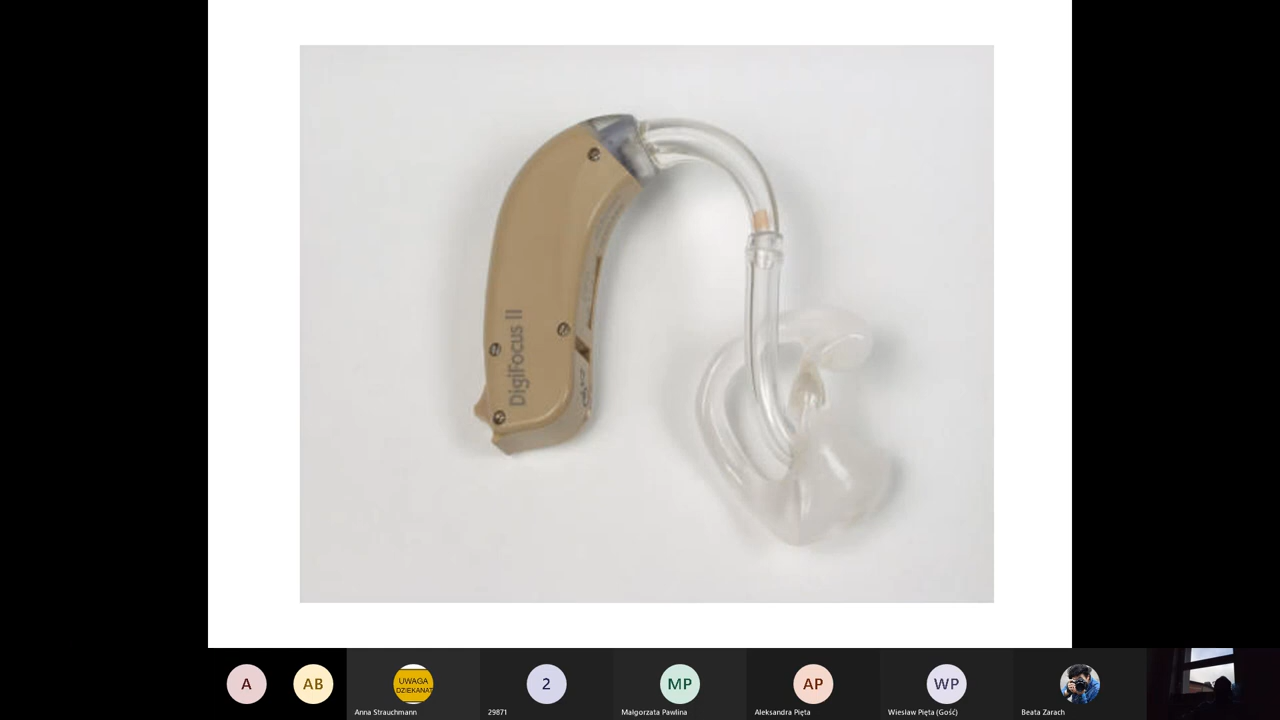 DigiFocus II
A
AB
UWAGA
DZIEKANAT
2
MP
AP
WP
Anna Strauchmann
29871
Małgorzata Pawlina
Aleksandra Pięta
Wiesław Pięta (Gość)
Beata Zarach